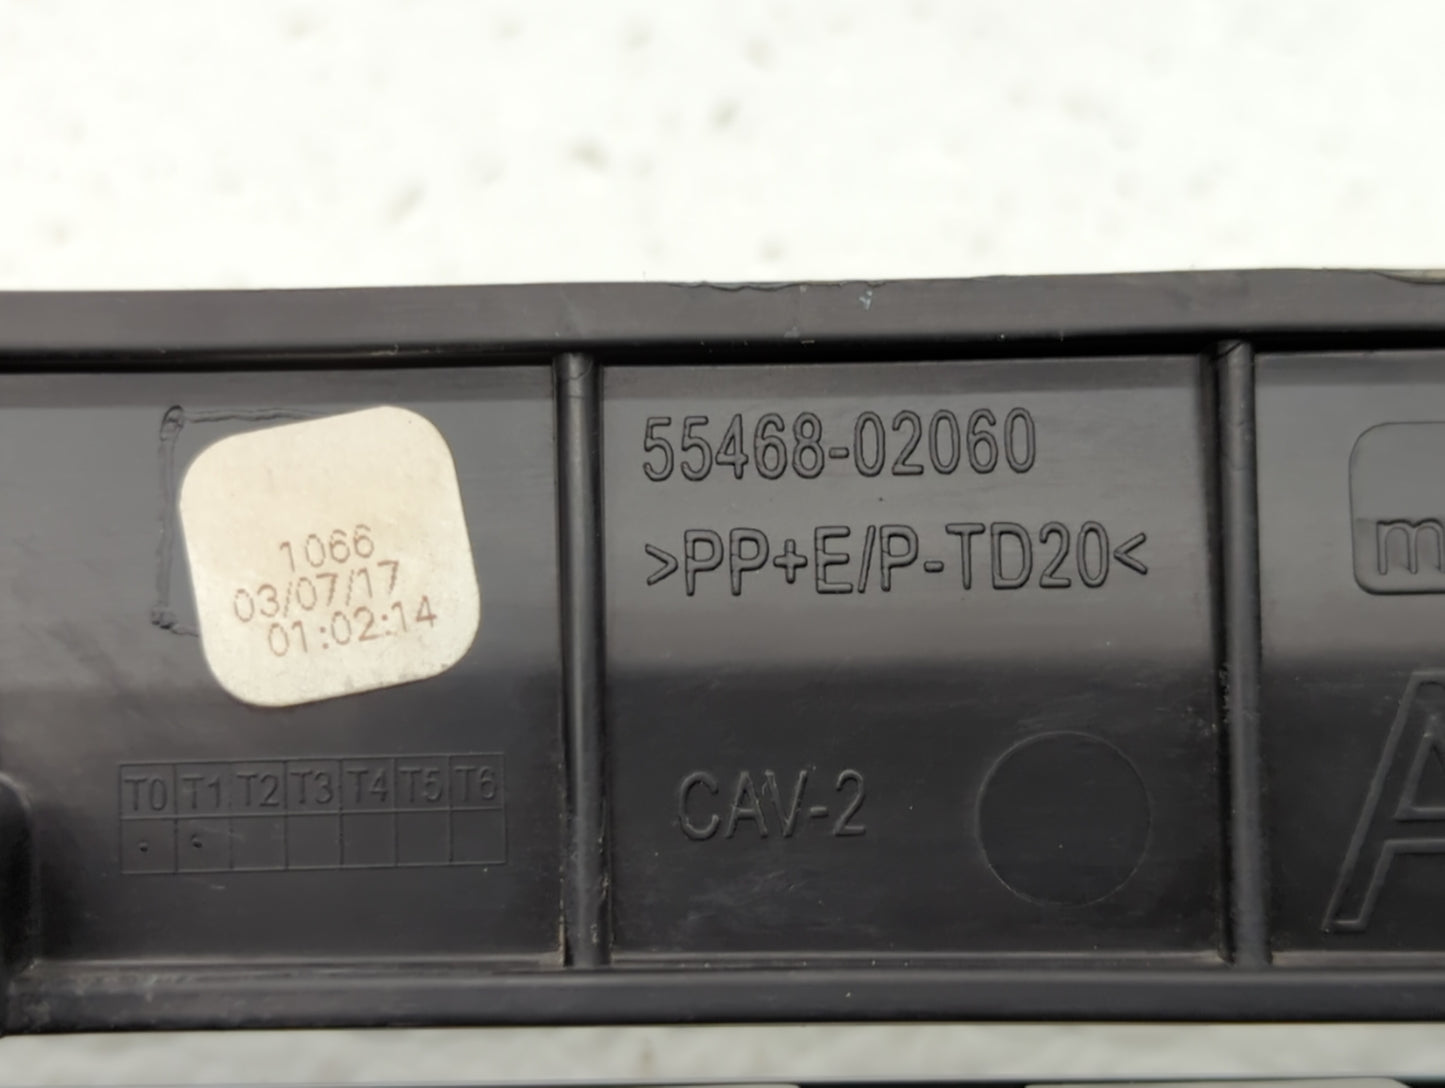 1066
03/07/17
01:02:14
T0 T1 T2 T3 T4 T5 T6
55468-02060
>PP+E/P-TD20<
CAV-2
m
A